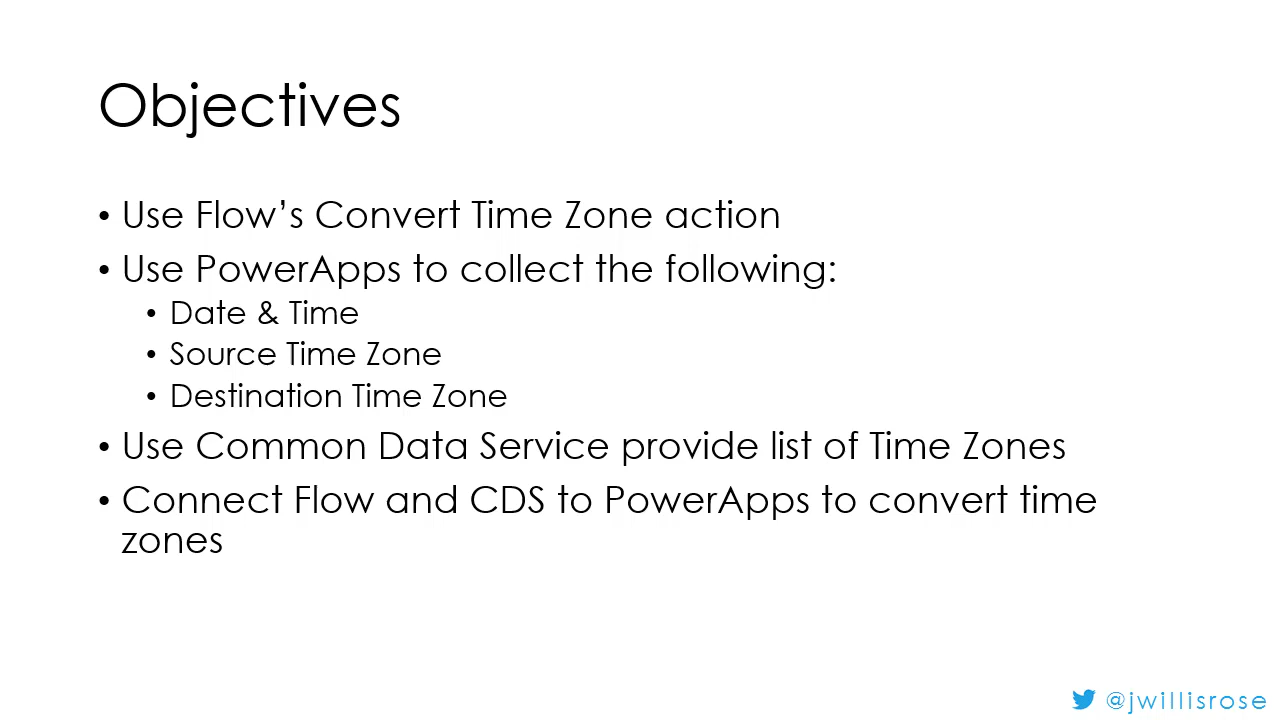 Objectives
• Use Flow’s Convert Time Zone action
• Use PowerApps to collect the following:
• Date & Time
• Source Time Zone
• Destination Time Zone
• Use Common Data Service provide list of Time Zones
• Connect Flow and CDS to PowerApps to convert time
zones
@jwillisrose